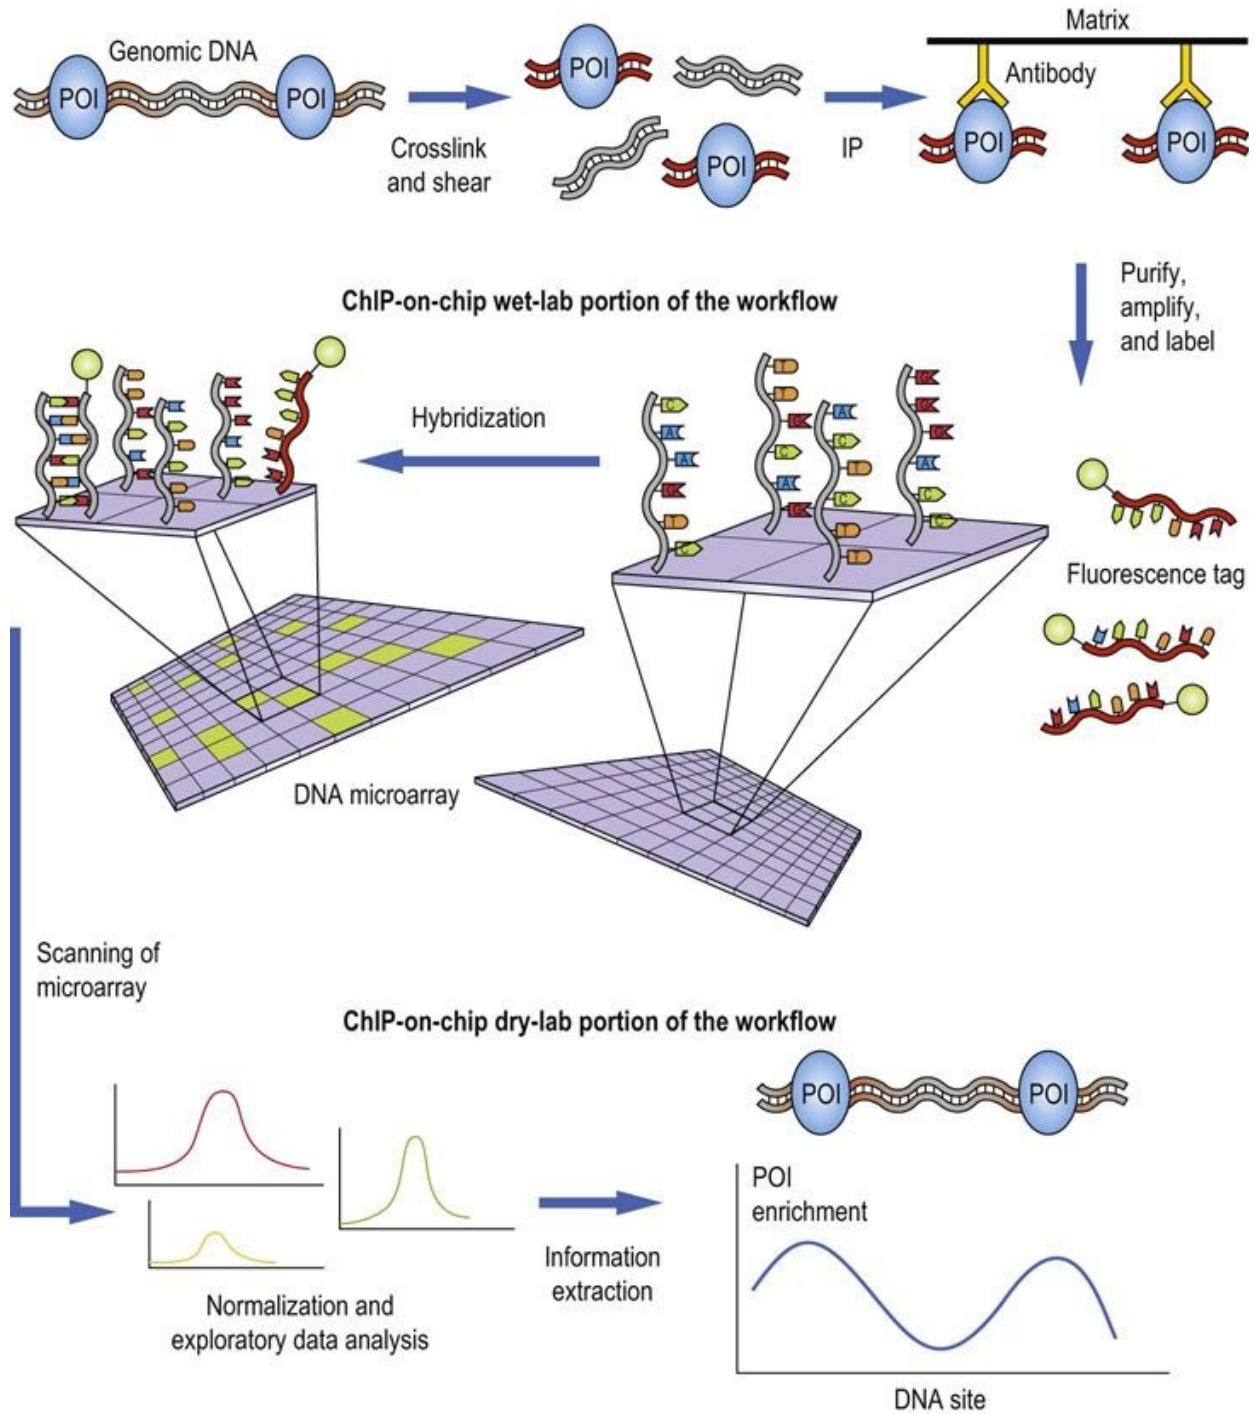 Genomic DNA
POI
POI
Crosslink
and shear
POI
POI
IP
Matrix
Antibody
POI
POI
Purify,
amplify,
and label
ChIP-on-chip wet-lab portion of the workflow
Hybridization
C
A
A
G
T
C
T
T
G
C
A
G
A
C
T
C
T
T
G
G
A
C
C
Fluorescence tag
DNA microarray
Scanning of
microarray
ChIP-on-chip dry-lab portion of the workflow
POI
POI
Normalization and
exploratory data analysis
Information
extraction
POI
enrichment
DNA site